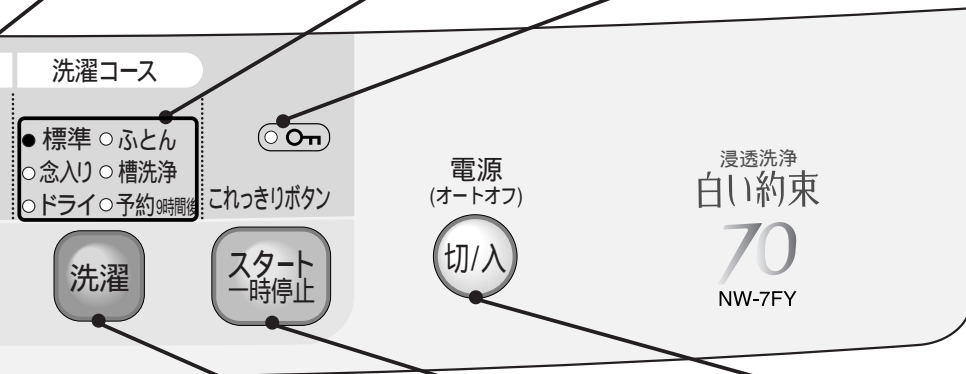 洗濯コース
標準 ふとん
念入り 槽洗浄
ドライ 予約9時間後
これっきりボタン
洗濯
スタート
一時停止
電源
(オートオフ)
切/入
浸透洗浄
白い約束
70
NW-7FY